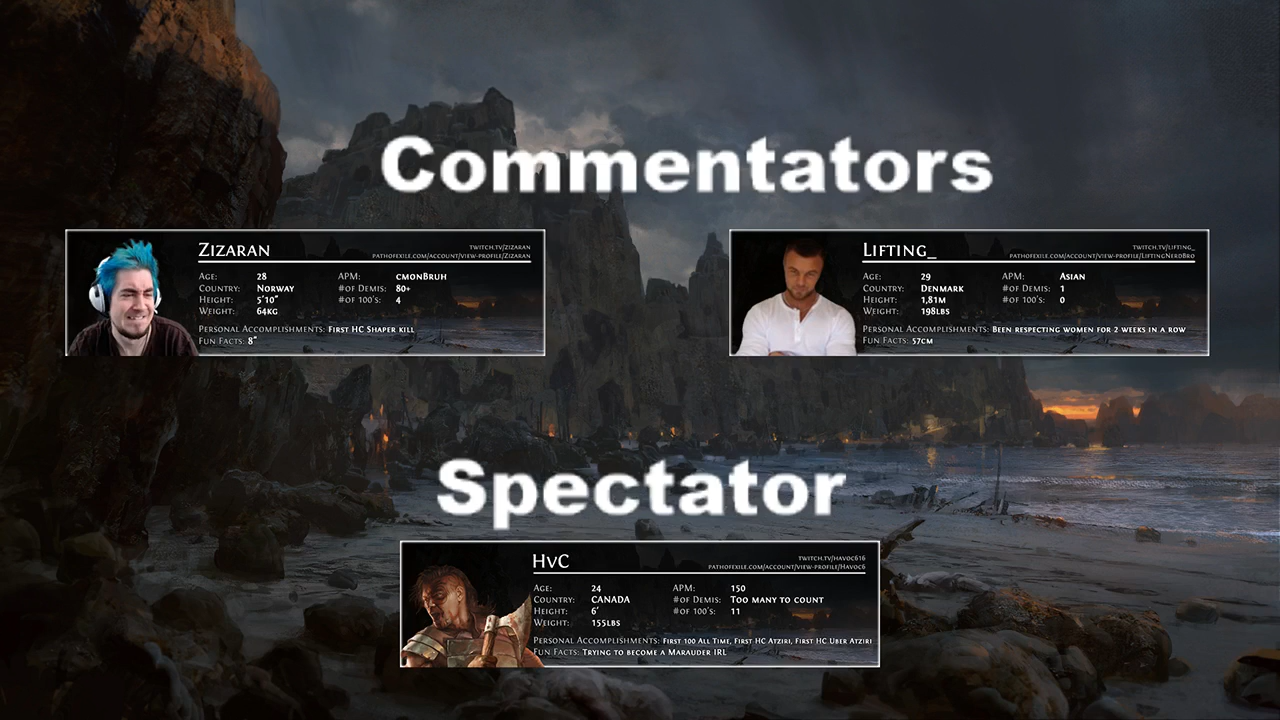 Commentators
Zizaran
twitch.tv/zizaran
pathofexile.com/account/view-profile/Zizaran
Age: 28 APM: cmonBruh
Country: Norway #of Demis: 80+
Height: 5'10" #of 100's: 4
Weight: 64kg
Personal Accomplishments: First HC Shaper kill
Fun Facts: 8"
Lifting_
twitch.tv/lifting_
pathofexile.com/account/view-profile/LiftingNerdBro
Age: 29 APM: Asian
Country: Denmark #of Demis: 1
Height: 1,81m #of 100's: 0
Weight: 198lbs
Personal Accomplishments: Been respecting women for 2 weeks in a row
Fun Facts: 57cm
Spectator
HvC
twitch.tv/havoc616
pathofexile.com/account/view-profile/Havoc6
Age: 24 APM: 150
Country: CANADA #of Demis: Too many to count
Height: 6' #of 100's: 11
Weight: 155lbs
Personal Accomplishments: First 100 All Time, First HC Atziri, First HC Uber Atziri
Fun Facts: Trying to become a Marauder IRL